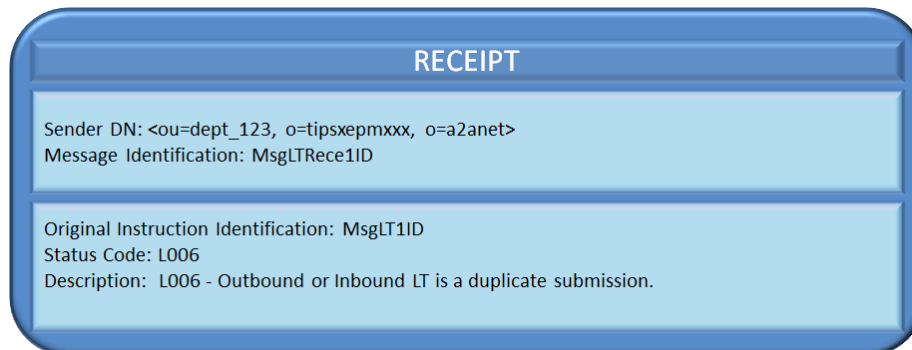 RECEIPT
Sender DN: <ou=dept_123, o=tipsxepmxxx, o=a2anet>
Message Identification: MsgLTRece1ID
Original Instruction Identification: MsgLT1ID
Status Code: L006
Description: L006 - Outbound or Inbound LT is a duplicate submission.